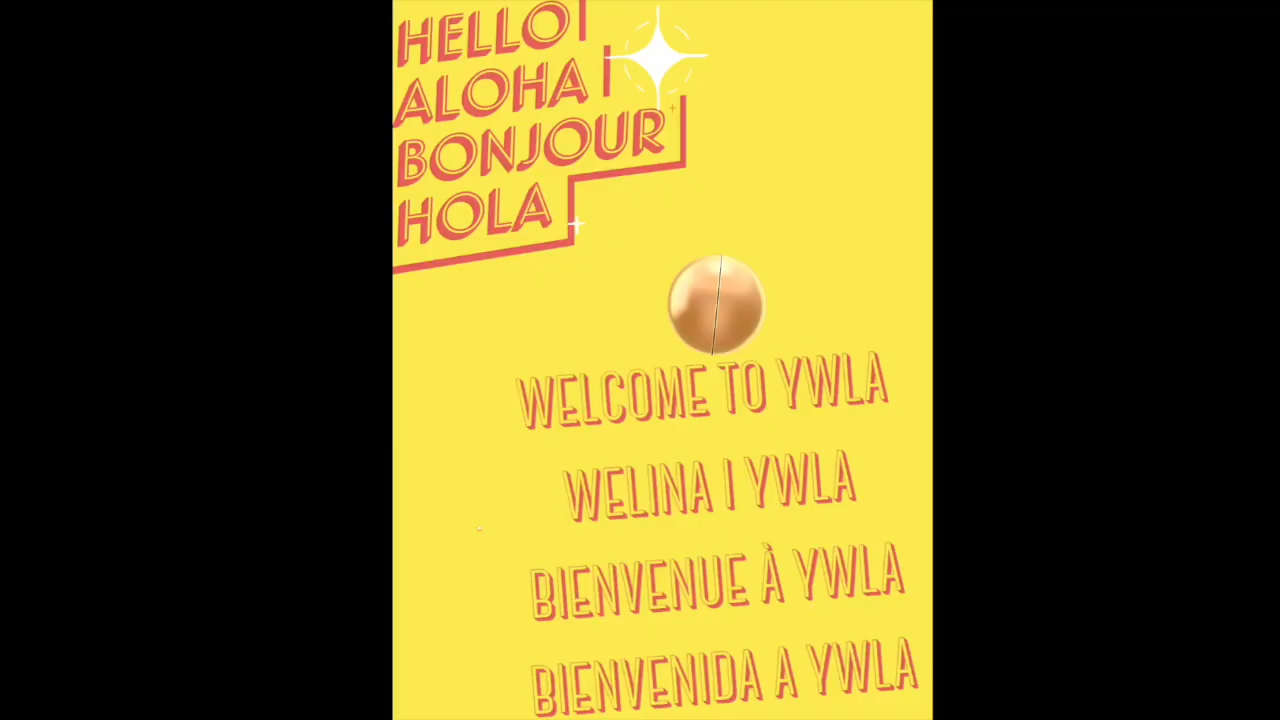 HELLO
ALOHA
BONJOUR
HOLA
WELCOME TO YWLA
WELINA I YWLA
BIENVENUE À YWLA
BIENVENIDA A YWLA